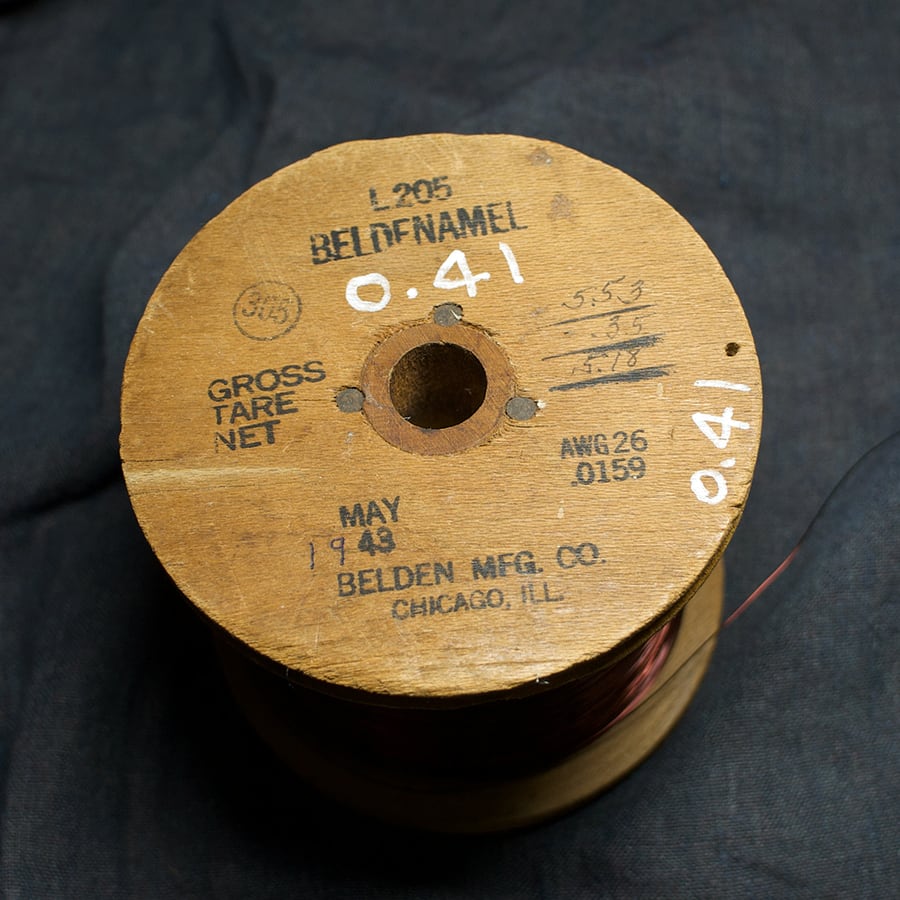 L205
BELDENAMEL
0.41
305
5.53
.35
5.18
GROSS
TARE
NET
AWG 26
.0159
0.41
MAY
1943
BELDEN MFG. CO.
CHICAGO, ILL.